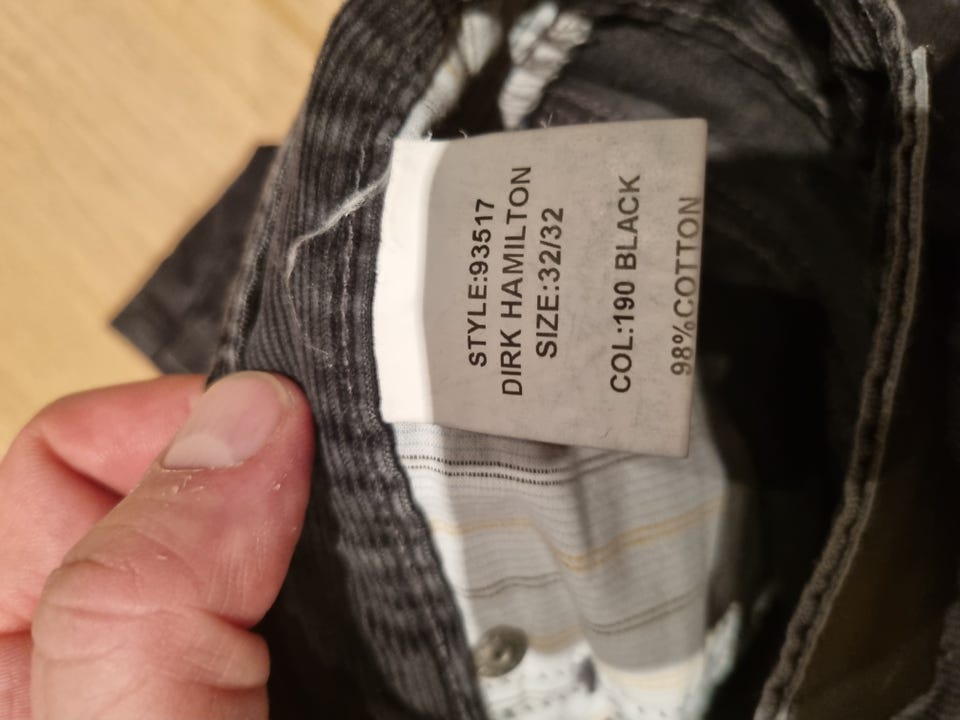 STYLE:93517
DIRK HAMILTON
SIZE:32/32
COL:190 BLACK
98%COTTON